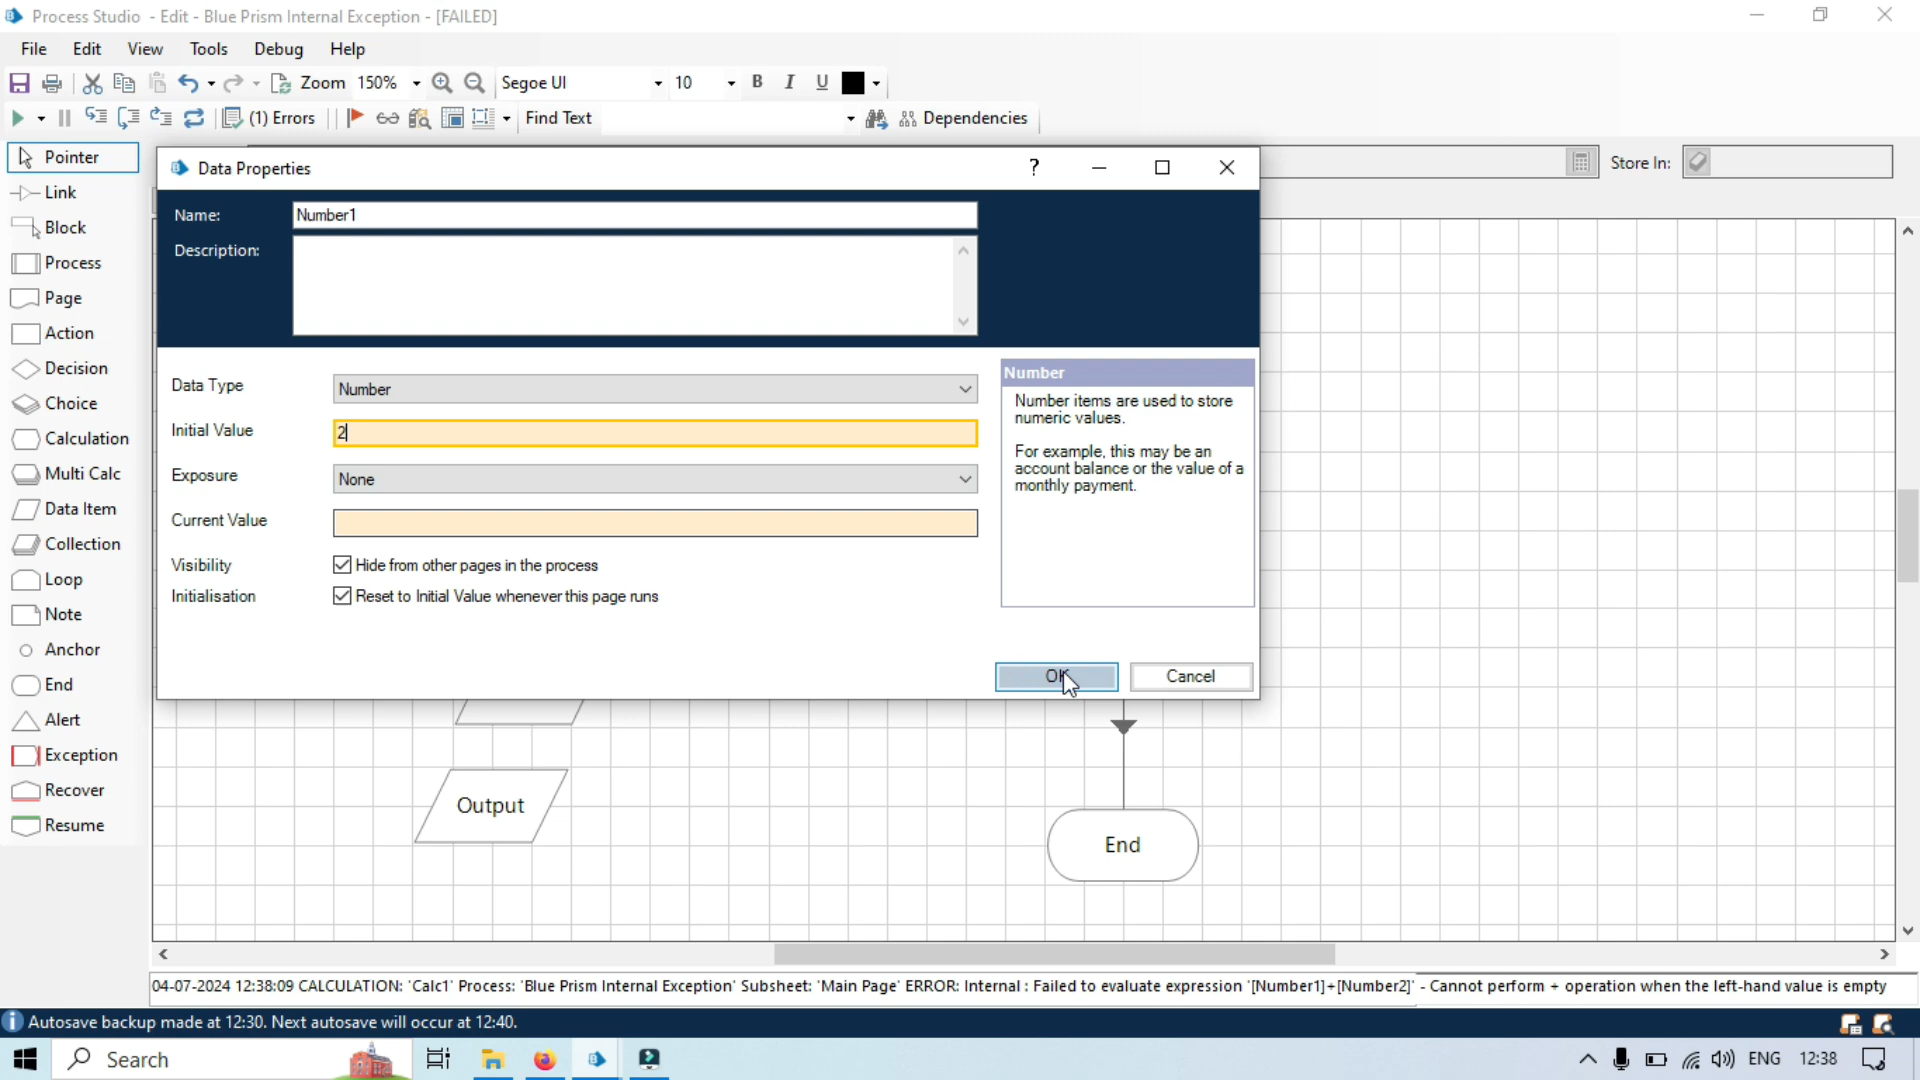 Process Studio - Edit - Blue Prism Internal Exception - [FAILED]
File Edit View Tools Debug Help
Zoom 150% Segoe UI 10 B I U
(1) Errors Find Text Dependencies
Pointer
Link
Block
Process
Page
Action
Decision
Choice
Calculation
Multi Calc
Data Item
Collection
Loop
Note
Anchor
End
Alert
Exception
Recover
Resume
Store In:
Data Properties ?
Name: Number1
Description:
Data Type Number
Initial Value 2
Exposure None
Current Value
Visibility Hide from other pages in the process
Initialisation Reset to Initial Value whenever this page runs
Number
Number items are used to store
numeric values.
For example, this may be an
account balance or the value of a
monthly payment.
OK Cancel
Output
End
04-07-2024 12:38:09 CALCULATION: 'Calc1' Process: 'Blue Prism Internal Exception' Subsheet: 'Main Page' ERROR: Internal : Failed to evaluate expression '[Number1]+[Number2]' - Cannot perform + operation when the left-hand value is empty
Autosave backup made at 12:30. Next autosave will occur at 12:40.
Search ENG 12:38